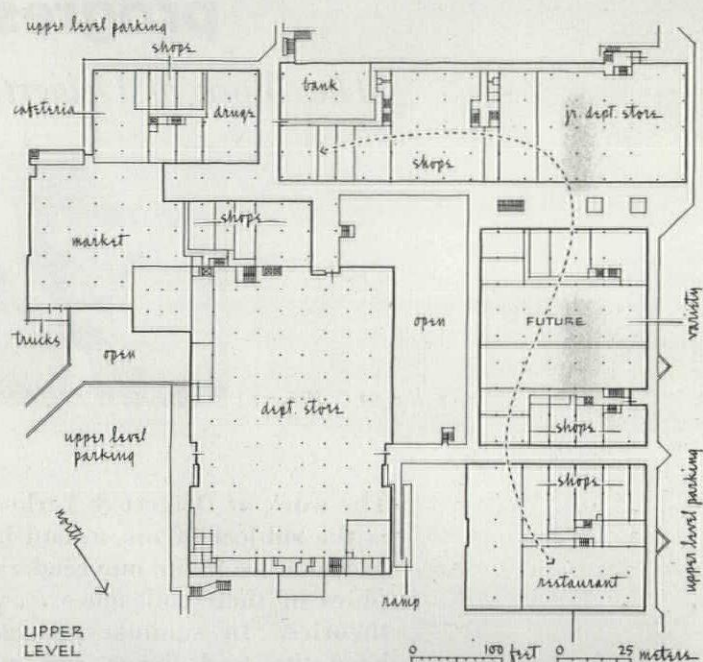 upper level parking
shops
cafeteria
drugs
bank
jr. dept. store
shops
shops
market
trucks
open
open
FUTURE
variety
dept. store
shops
upper level
parking
shops
upper level parking
north
restaurant
ramp
UPPER
LEVEL
0 100 feet 0 25 meters